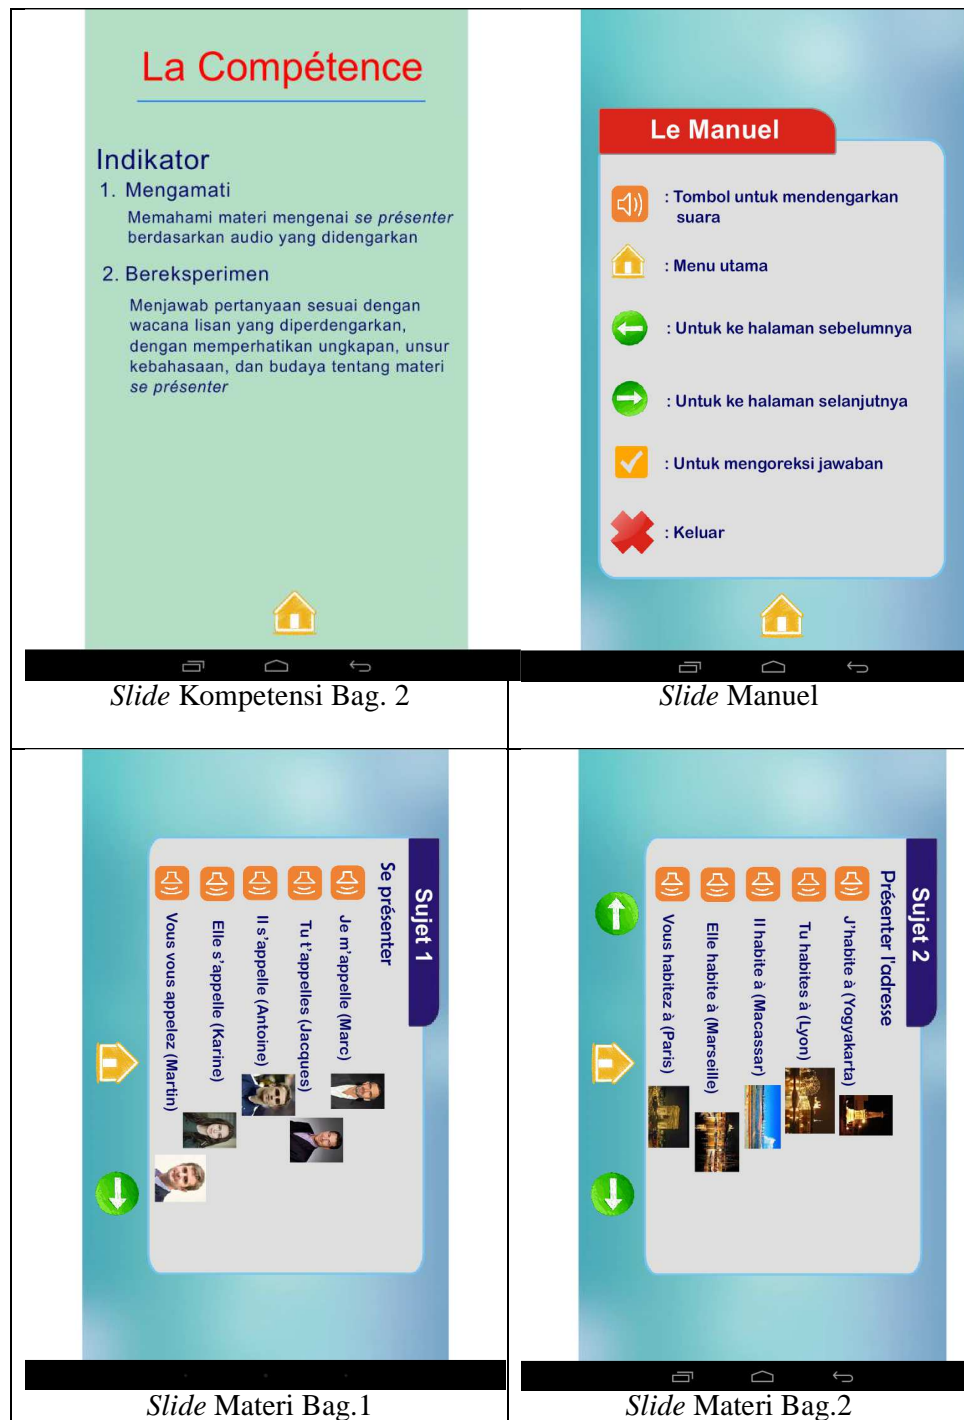 La Compétence
Indikator
1. Mengamati
Memahami materi mengenai se présenter
berdasarkan audio yang didengarkan
2. Bereksperimen
Menjawab pertanyaan sesuai dengan
wacana lisan yang diperdengarkan,
dengan memperhatikan ungkapan, unsur
kebahasaan, dan budaya tentang materi
se présenter
Slide Kompetensi Bag. 2
Le Manuel
: Tombol untuk mendengarkan
suara
: Menu utama
: Untuk ke halaman sebelumnya
: Untuk ke halaman selanjutnya
: Untuk mengoreksi jawaban
: Keluar
Slide Manuel
Sujet 1
Se présenter
Je m'appelle (Marc)
Tu t'appelles (Jacques)
Il s'appelle (Antoine)
Elle s'appelle (Karine)
Vous vous appelez (Martin)
Slide Materi Bag.1
Sujet 2
Présenter l'adresse
J'habite à (Yogyakarta)
Tu habites à (Lyon)
Il habite à (Macassar)
Elle habite à (Marseille)
Vous habitez à (Paris)
Slide Materi Bag.2